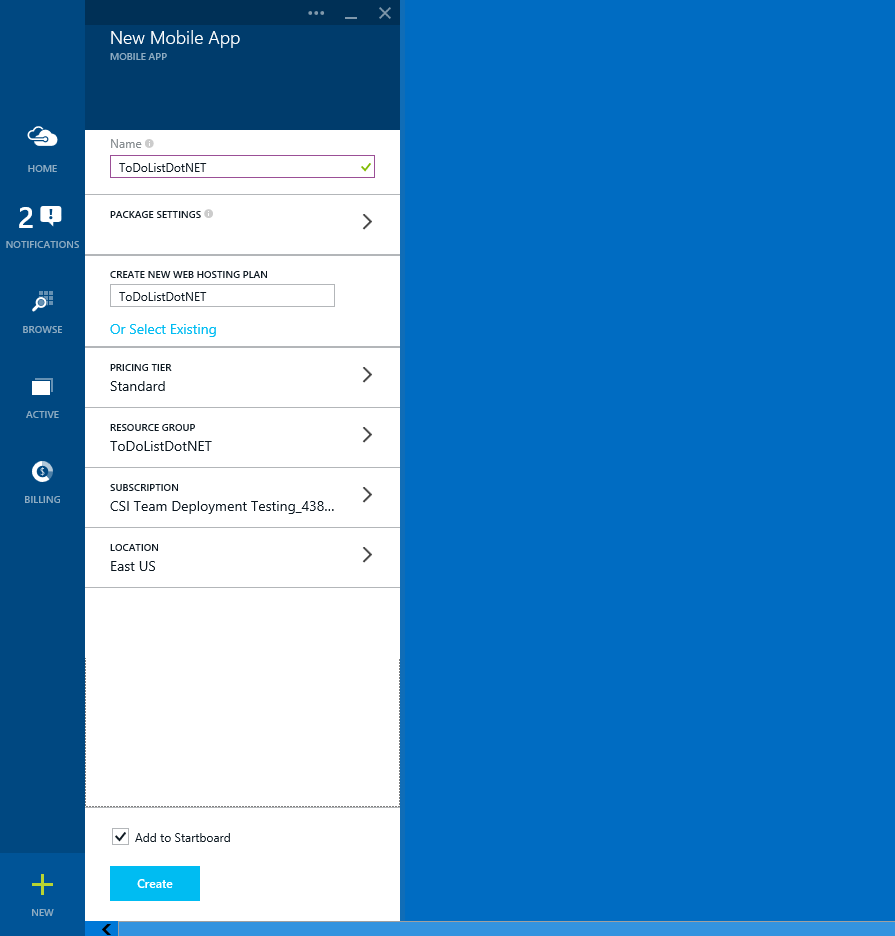 New Mobile App
MOBILE APP
HOME
2
NOTIFICATIONS
BROWSE
ACTIVE
BILLING
NEW
Name
ToDoListDotNET
PACKAGE SETTINGS
CREATE NEW WEB HOSTING PLAN
ToDoListDotNET
Or Select Existing
PRICING TIER
Standard
RESOURCE GROUP
ToDoListDotNET
SUBSCRIPTION
CSI Team Deployment Testing_438...
LOCATION
East US
Add to Startboard
Create